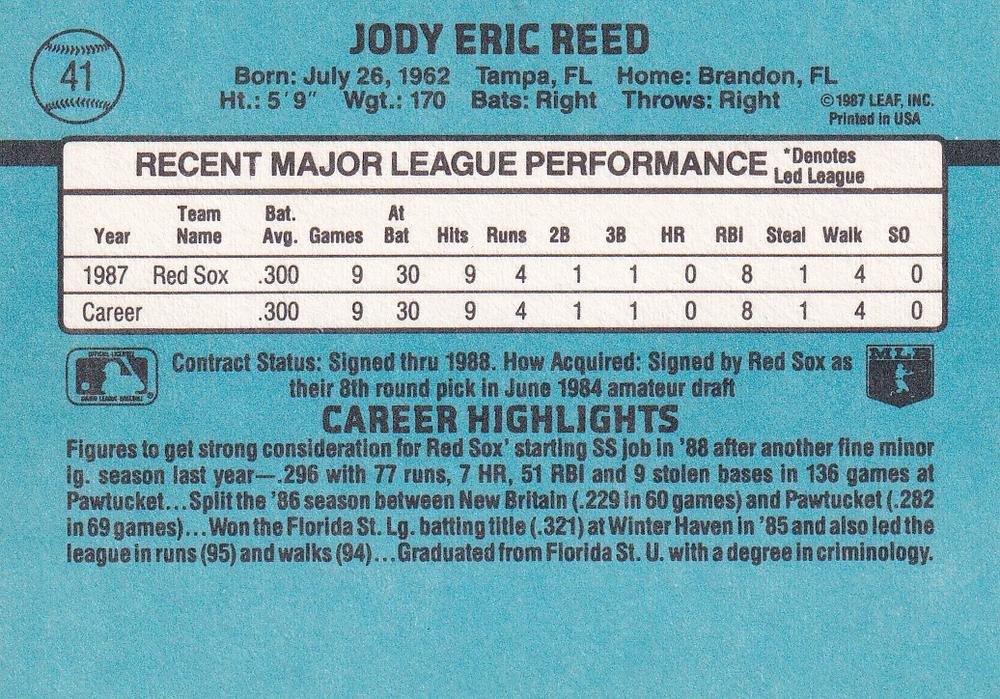 41
JODY ERIC REED
Born: July 26, 1962 Tampa, FL Home: Brandon, FL
Ht.: 5'9" Wgt.: 170 Bats: Right Throws: Right
©1987 LEAF, INC.
Printed in USA
RECENT MAJOR LEAGUE PERFORMANCE
*Denotes
Led League
Year Team Name Bat. Avg. Games At Bat Hits Runs 2B 3B HR RBI Steal Walk SO
1987 Red Sox .300 9 30 9 4 1 1 0 8 1 4 0
Career .300 9 30 9 4 1 1 0 8 1 4 0
Contract Status: Signed thru 1988. How Acquired: Signed by Red Sox as
their 8th round pick in June 1984 amateur draft
MLB
CAREER HIGHLIGHTS
Figures to get strong consideration for Red Sox' starting SS job in '88 after another fine minor
lg. season last year—.296 with 77 runs, 7 HR, 51 RBI and 9 stolen bases in 136 games at
Pawtucket...Split the '86 season between New Britain (.229 in 60 games) and Pawtucket (.282
in 69 games)...Won the Florida St. Lg. batting title (.321) at Winter Haven in '85 and also led the
league in runs (95) and walks (94)...Graduated from Florida St. U. with a degree in criminology.